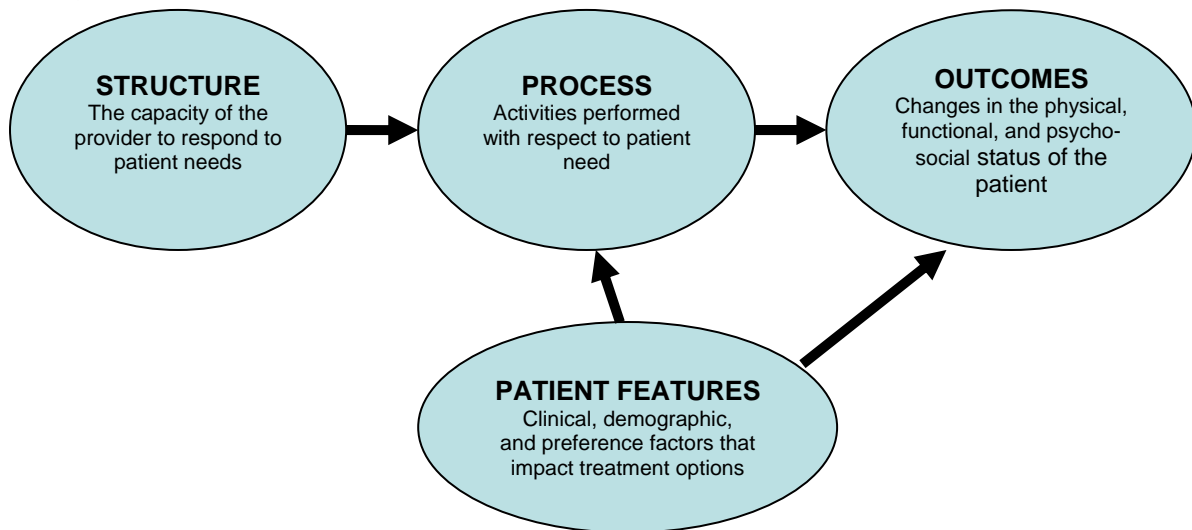 STRUCTURE
The capacity of the
provider to respond to
patient needs
PROCESS
Activities performed
with respect to patient
need
OUTCOMES
Changes in the physical,
functional, and psycho-
social status of the
patient
PATIENT FEATURES
Clinical, demographic,
and preference factors that
impact treatment options